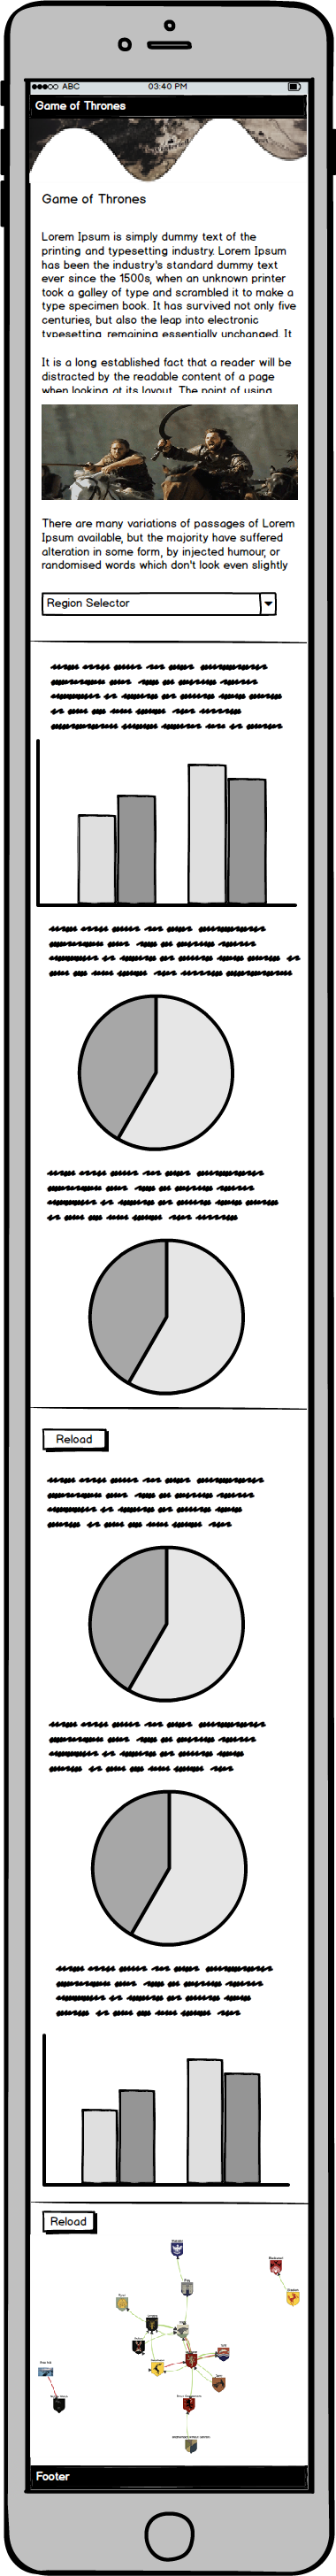 ABC 03:40 PM
Game of Thrones
Game of Thrones
Lorem Ipsum is simply dummy text of the
printing and typesetting industry. Lorem Ipsum
has been the industry's standard dummy text
ever since the 1500s, when an unknown printer
took a galley of type and scrambled it to make a
type specimen book. It has survived not only five
centuries, but also the leap into electronic
typesetting, remaining essentially unchanged. It
It is a long established fact that a reader will be
distracted by the readable content of a page
when looking at its layout. The point of using
There are many variations of passages of Lorem
Ipsum available, but the majority have suffered
alteration in some form, by injected humour, or
randomised words which don't look even slightly
Region Selector
Reload
Reload
Footer